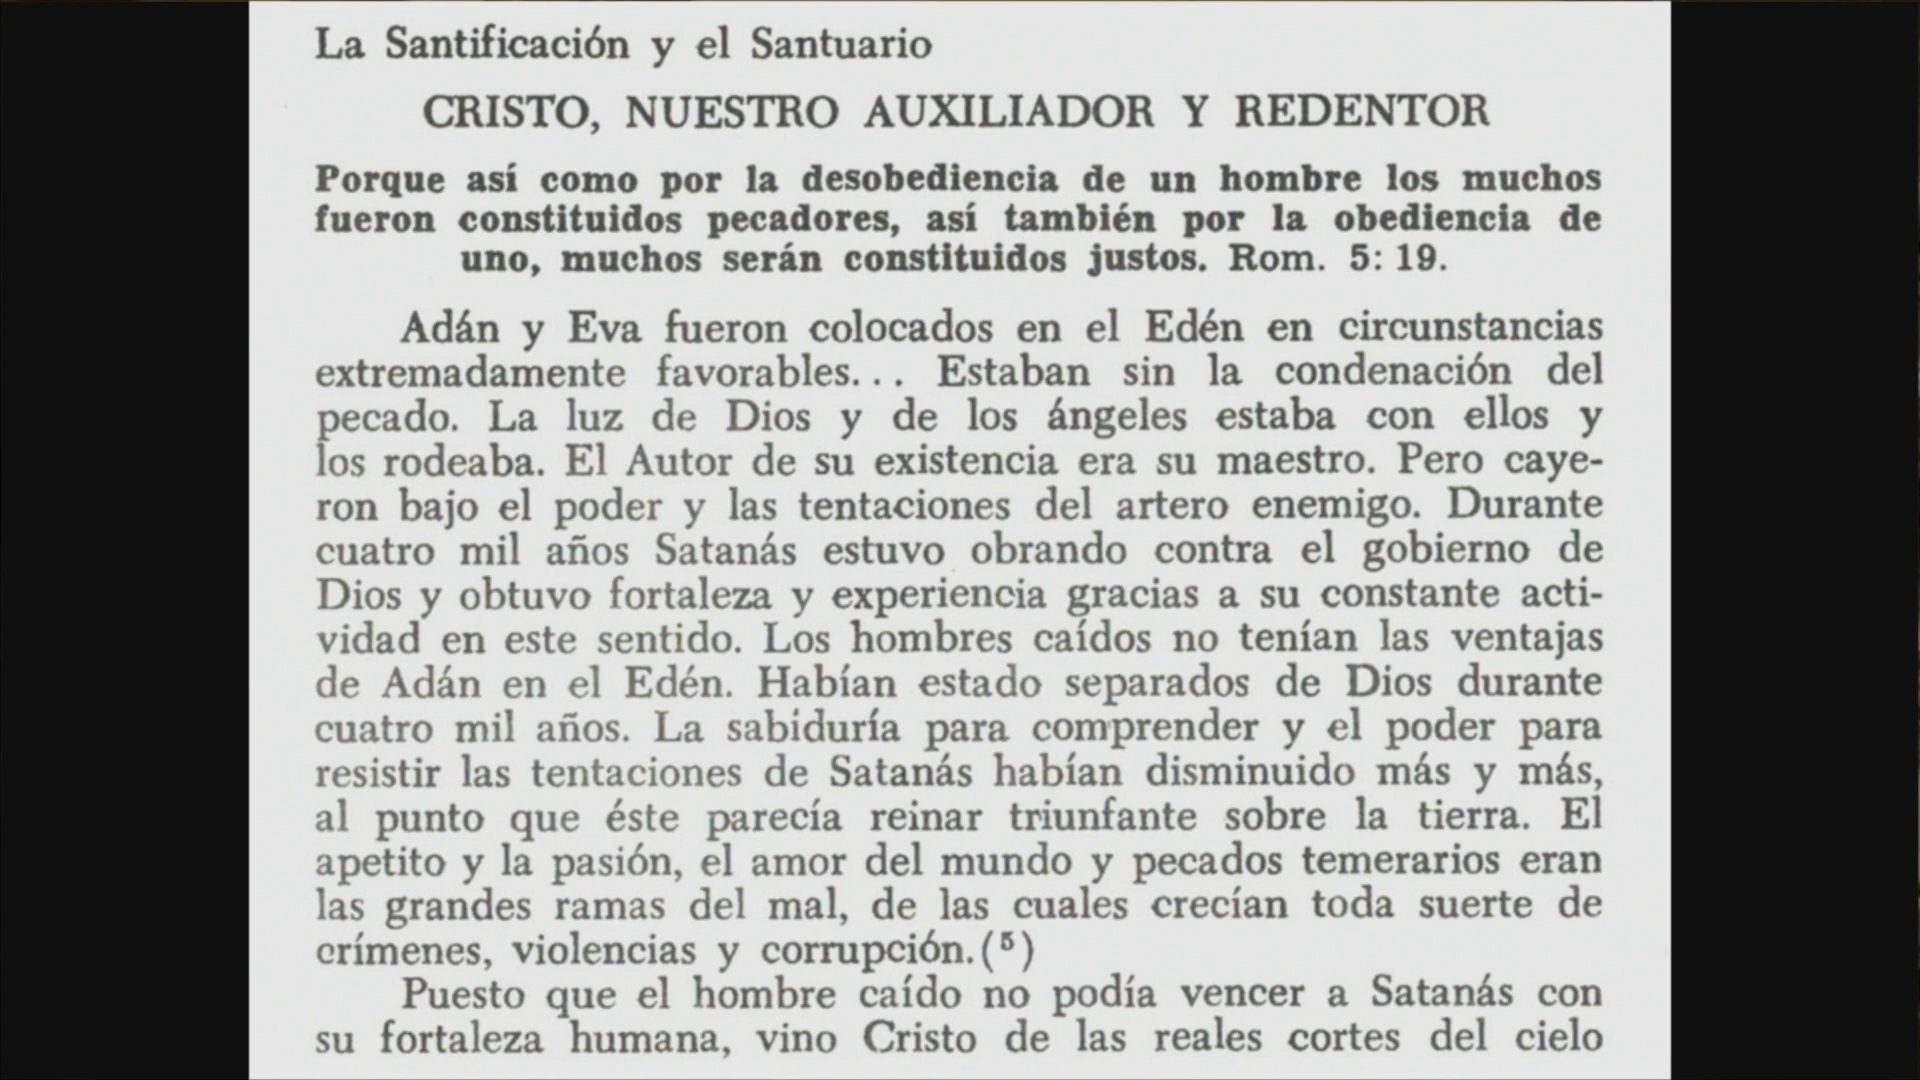 La Santificación y el Santuario
CRISTO, NUESTRO AUXILIADOR Y REDENTOR
Porque así como por la desobediencia de un hombre los muchos
fueron constituidos pecadores, así también por la obediencia de
uno, muchos serán constituidos justos. Rom. 5: 19.
Adán y Eva fueron colocados en el Edén en circunstancias
extremadamente favorables... Estaban sin la condenación del
pecado. La luz de Dios y de los ángeles estaba con ellos y
los rodeaba. El Autor de su existencia era su maestro. Pero caye-
ron bajo el poder y las tentaciones del artero enemigo. Durante
cuatro mil años Satanás estuvo obrando contra el gobierno de
Dios y obtuvo fortaleza y experiencia gracias a su constante acti-
vidad en este sentido. Los hombres caídos no tenían las ventajas
de Adán en el Edén. Habían estado separados de Dios durante
cuatro mil años. La sabiduría para comprender y el poder para
resistir las tentaciones de Satanás habían disminuido más y más,
al punto que éste parecía reinar triunfante sobre la tierra. El
apetito y la pasión, el amor del mundo y pecados temerarios eran
las grandes ramas del mal, de las cuales crecían toda suerte de
crímenes, violencias y corrupción.(⁵)
Puesto que el hombre caído no podía vencer a Satanás con
su fortaleza humana, vino Cristo de las reales cortes del cielo